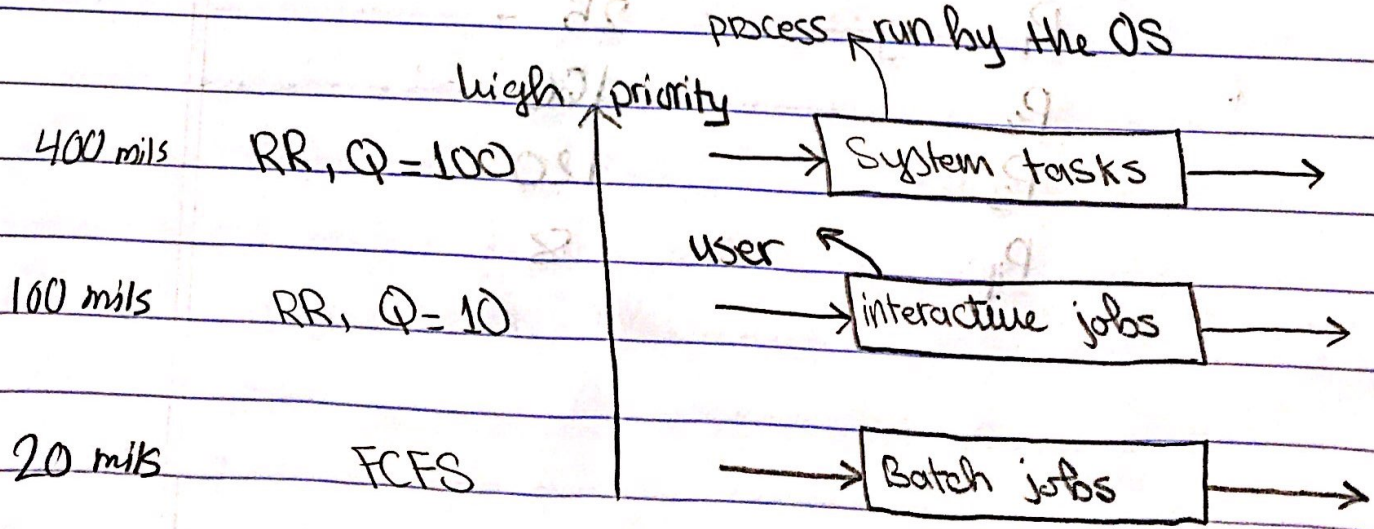 process run by the OS
high priority
400 mils RR, Q=100 System tasks
user
100 mils RR, Q=10 interactive jobs
20 mils FCFS Batch jobs